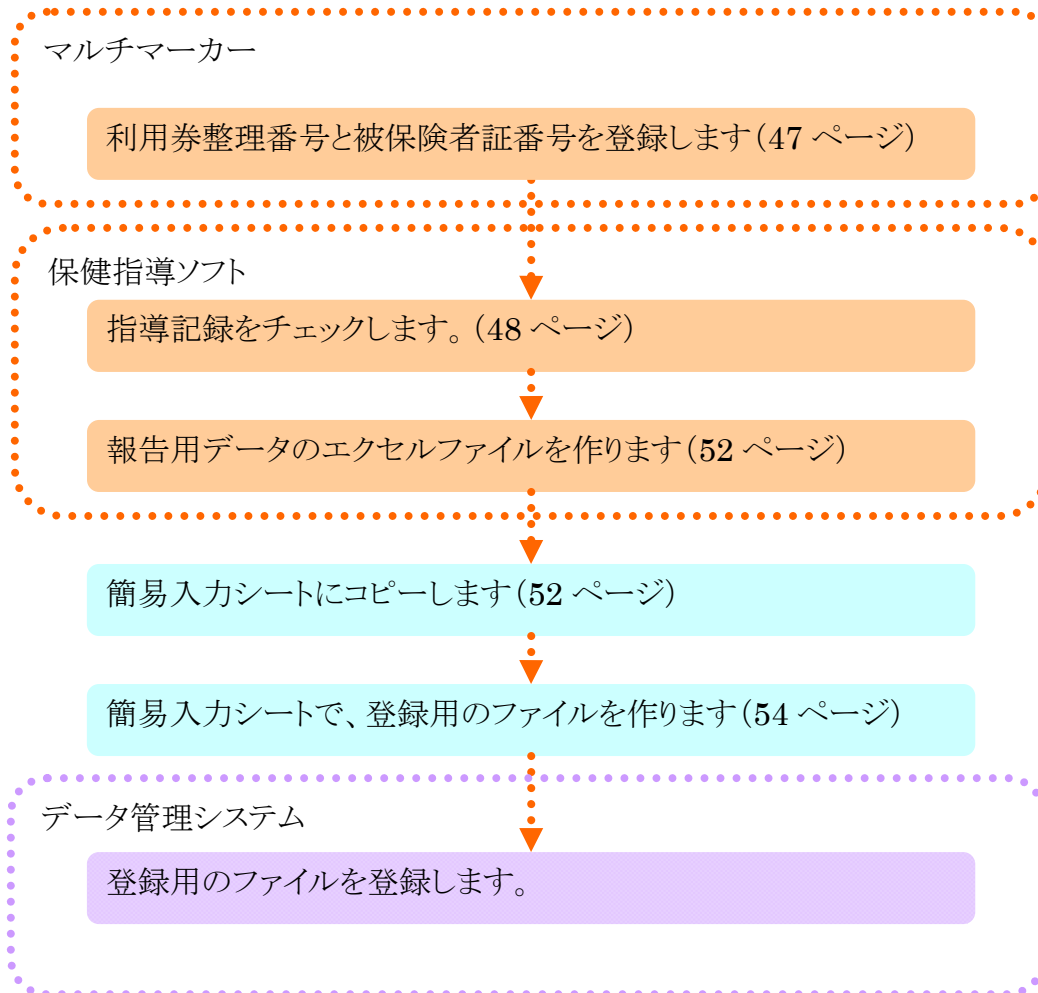 マルチマーカー
利用券整理番号と被保険者証番号を登録します(47 ページ)
保健指導ソフト
指導記録をチェックします。(48 ページ)
報告用データのエクセルファイルを作ります(52 ページ)
簡易入力シートにコピーします(52 ページ)
簡易入力シートで、登録用のファイルを作ります(54 ページ)
データ管理システム
登録用のファイルを登録します。